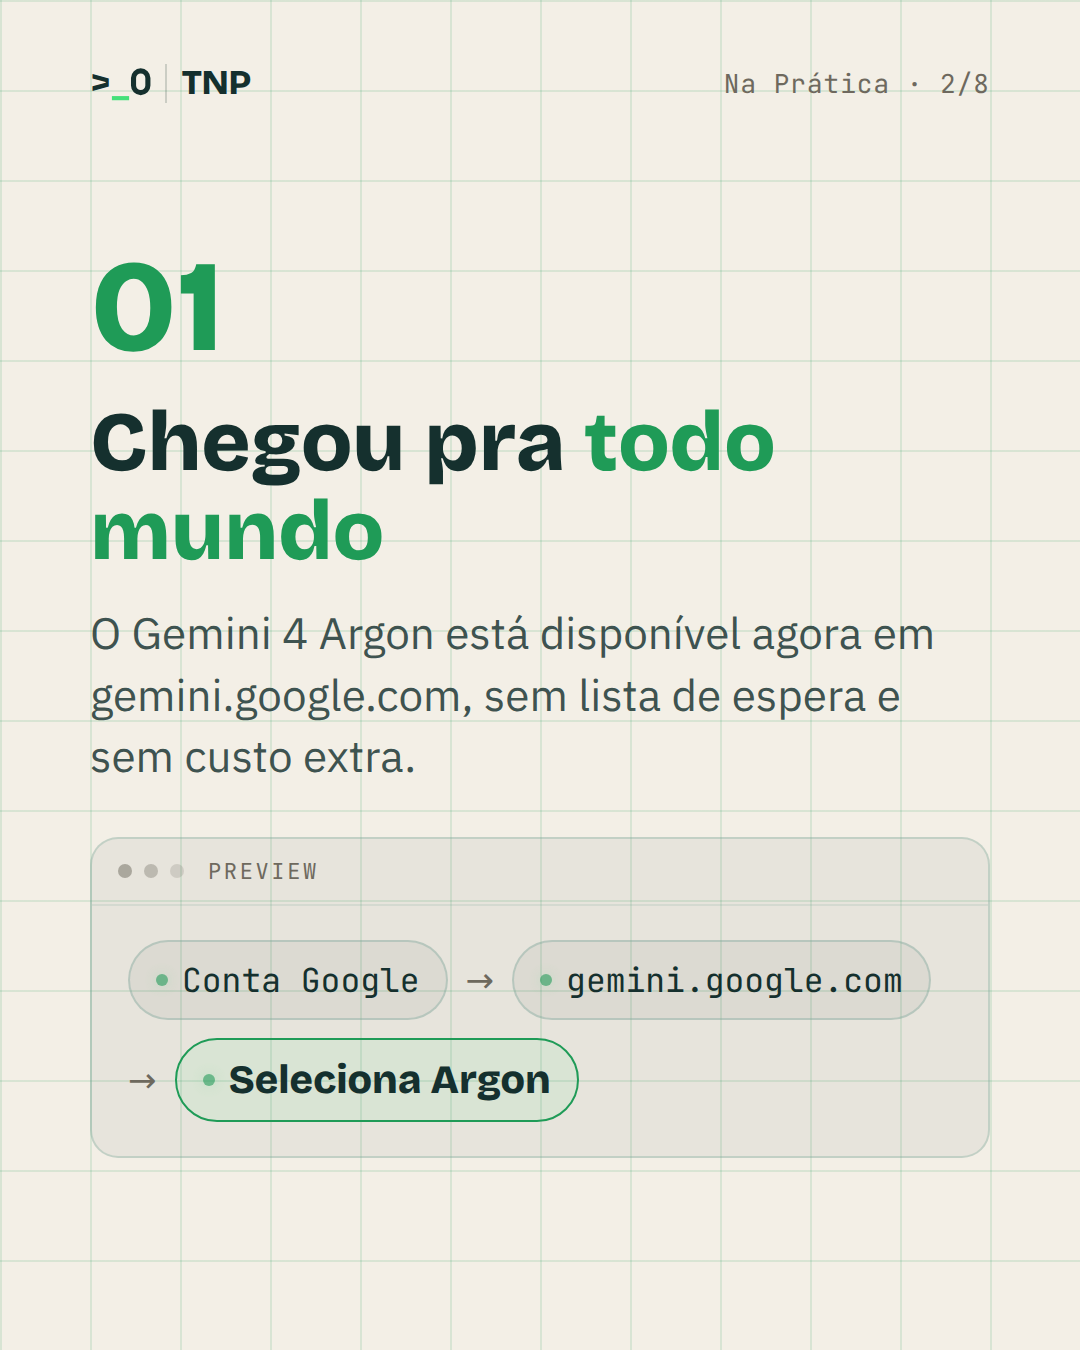 >_0 TNP
Na Prática · 2/8
01
Chegou pra todo
mundo
O Gemini 4 Argon está disponível agora em
gemini.google.com, sem lista de espera e
sem custo extra.
PREVIEW
Conta Google → gemini.google.com
→ Seleciona Argon